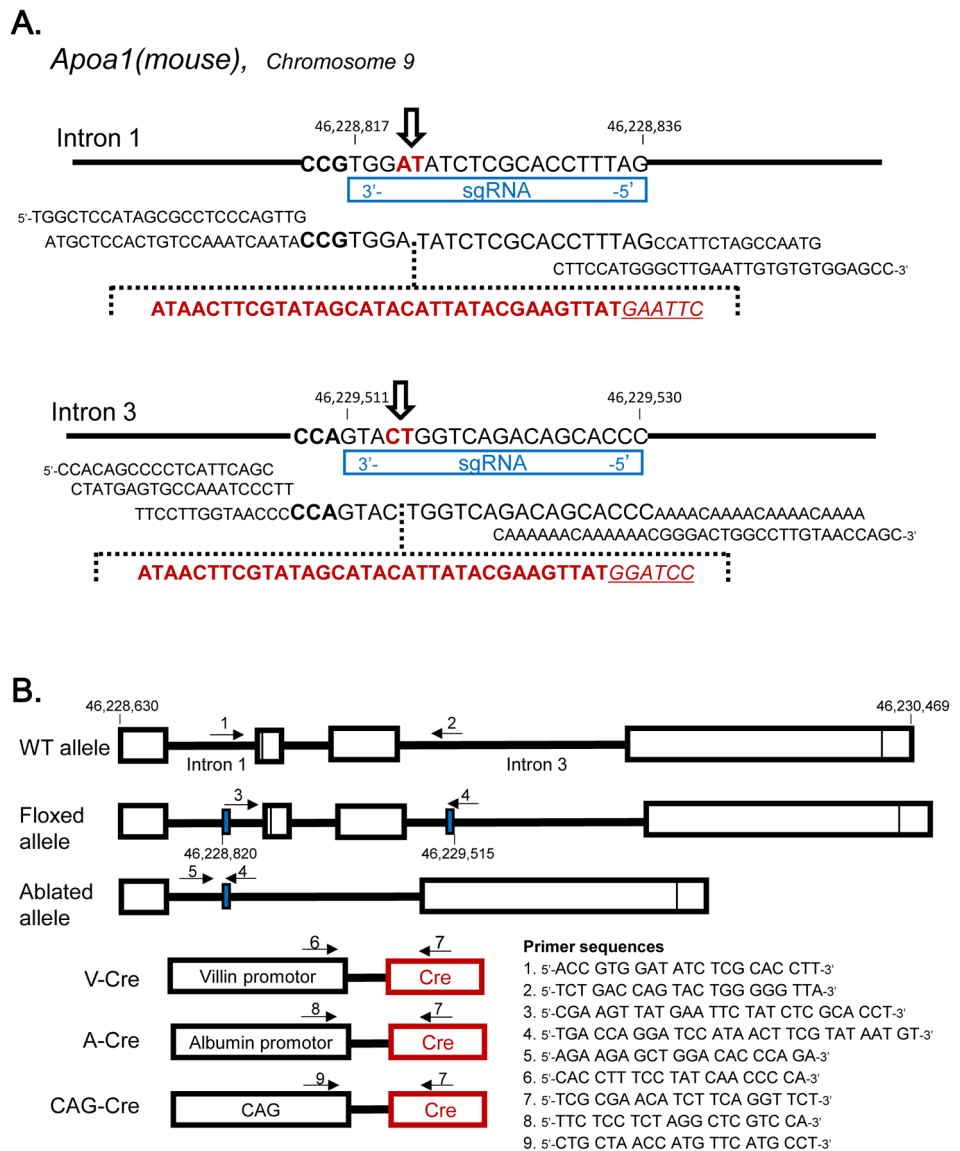 A.
Apoa1(mouse), Chromosome 9
46,228,817
46,228,836
Intron 1
CCGTGGATATCTCGCACCTTTAG
3'- sgRNA -5'
5'-TGGCTCCATAGCGCCTCCCAGTTG
ATGCTCCACTGTCCAAATCAATACCCGTGGA TATCTCGCACCTTTAGCCATTCTAGCCAATG
CTTCCATGGGCTTGAATTGTGTGTGGAGCC-3'
ATAACTTCGTATAGCATACATTATACGAAGTTATGAATTC
46,229,511
46,229,530
Intron 3
CCAGTACTGGTCAGACAGCACCC
3'- sgRNA -5'
5'-CCACAGCCCCTCATTCAGC
CTATGAGTGCCAAATCCCTT
TTCCTTGGTAACCCCCAGTAC TGGTCAGACAGCACCCAAAACAAAACAAAACAAAA
CAAAAAACAAAAAACGGGACTGGCCTTGTAACCAGC-3'
ATAACTTCGTATAGCATACATTATACGAAGTTATGGATCC
B.
46,228,630
46,230,469
1
2
WT allele
Intron 1
Intron 3
3
4
Floxed allele
46,228,820
46,229,515
5
4
Ablated allele
6
7
V-Cre
Villin promotor
Cre
8
7
A-Cre
Albumin promotor
Cre
9
7
CAG-Cre
CAG
Cre
Primer sequences
1. 5'-ACC GTG GAT ATC TCG CAC CTT-3'
2. 5'-TCT GAC CAG TAC TGG GGG TTA-3'
3. 5'-CGA AGT TAT GAA TTC TAT CTC GCA CCT-3'
4. 5'-TGA CCA GGA TCC ATA ACT TCG TAT AAT GT-3'
5. 5'-AGA AGA GCT GGA CAC CCA GA-3'
6. 5'-CAC CTT TCC TAT CAA CCC CA-3'
7. 5'-TCG CGA ACA TCT TCA GGT TCT-3'
8. 5'-TTC TCC TCT AGG CTC GTC CA-3'
9. 5'-CTG CTA ACC ATG TTC ATG CCT-3'